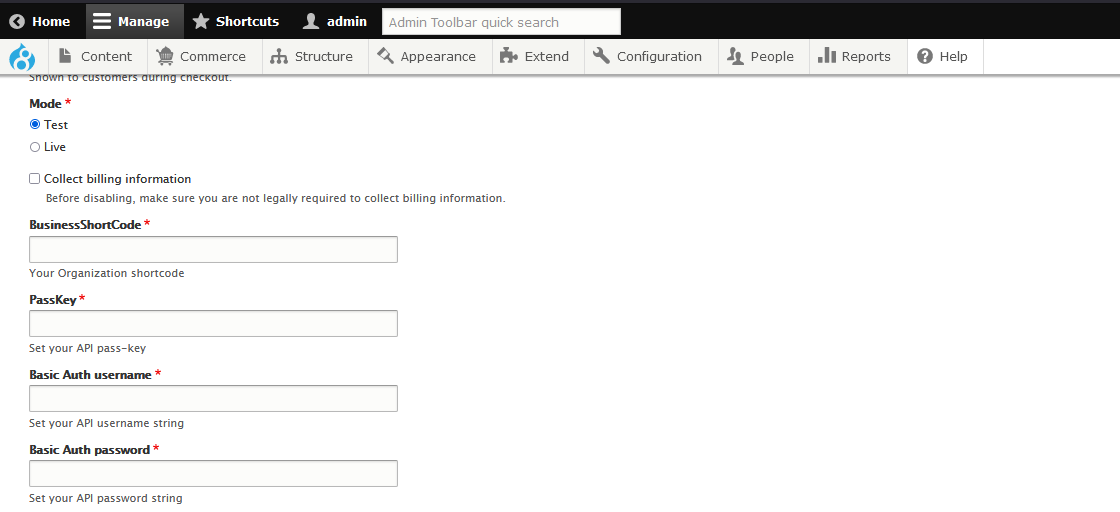 Home Manage Shortcuts admin Admin Toolbar quick search
Content Commerce Structure Appearance Extend Configuration People Reports Help
Shown to customers during checkout.
Mode *
Test
Live
Collect billing information
Before disabling, make sure you are not legally required to collect billing information.
BusinessShortCode *
Your Organization shortcode
PassKey *
Set your API pass-key
Basic Auth username *
Set your API username string
Basic Auth password *
Set your API password string